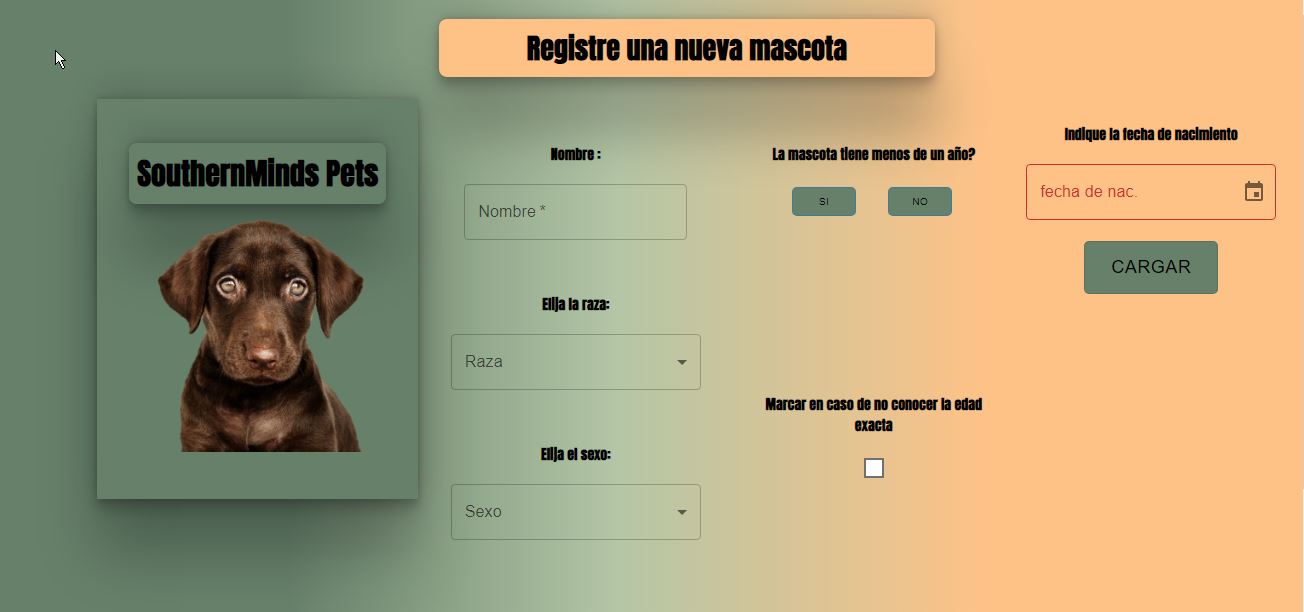 Registre una nueva mascota
SouthernMinds Pets
Nombre :
Nombre *
Elija la raza:
Raza
Elija el sexo:
Sexo
La mascota tiene menos de un año?
SI
NO
Marcar en caso de no conocer la edad
exacta
Indique la fecha de nacimiento
fecha de nac.
CARGAR